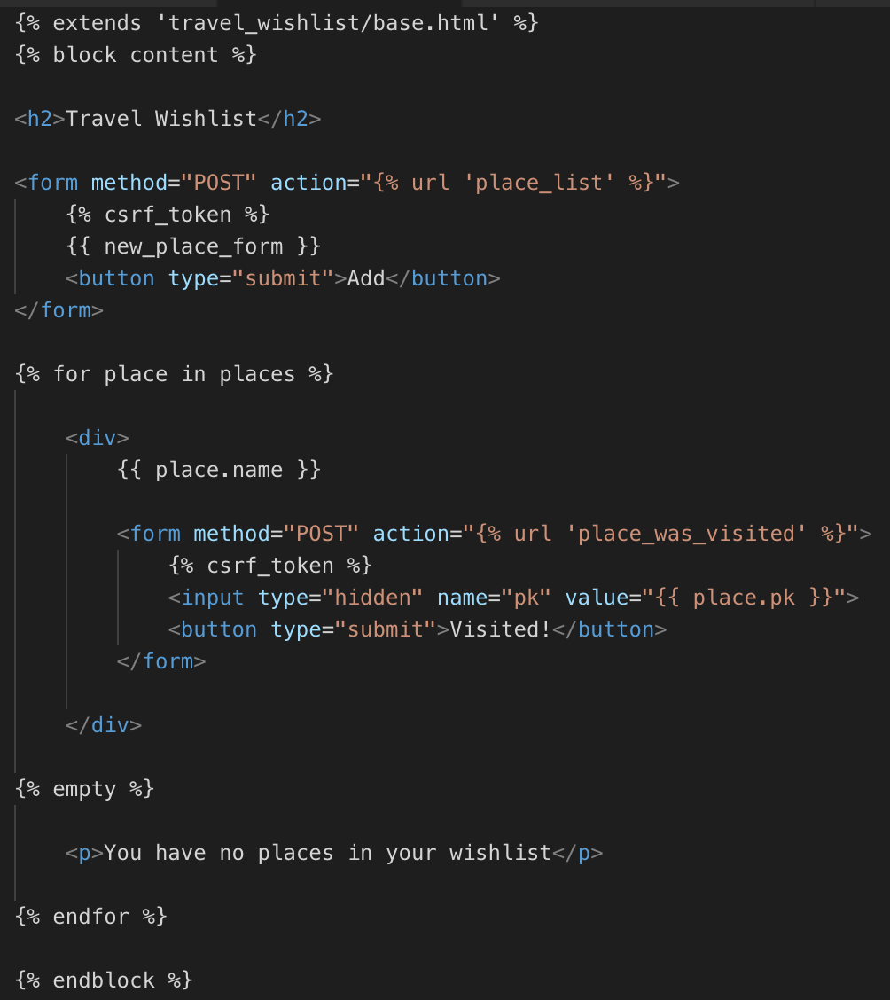 {% extends 'travel_wishlist/base.html' %}
{% block content %}
<h2>Travel Wishlist</h2>
<form method="POST" action="{% url 'place_list' %}">
{% csrf_token %}
{{ new_place_form }}
<button type="submit">Add</button>
</form>
{% for place in places %}
<div>
{{ place.name }}
<form method="POST" action="{% url 'place_was_visited' %}">
{% csrf_token %}
<input type="hidden" name="pk" value="{{ place.pk }}">
<button type="submit">Visited!</button>
</form>
</div>
{% empty %}
<p>You have no places in your wishlist</p>
{% endfor %}
{% endblock %}